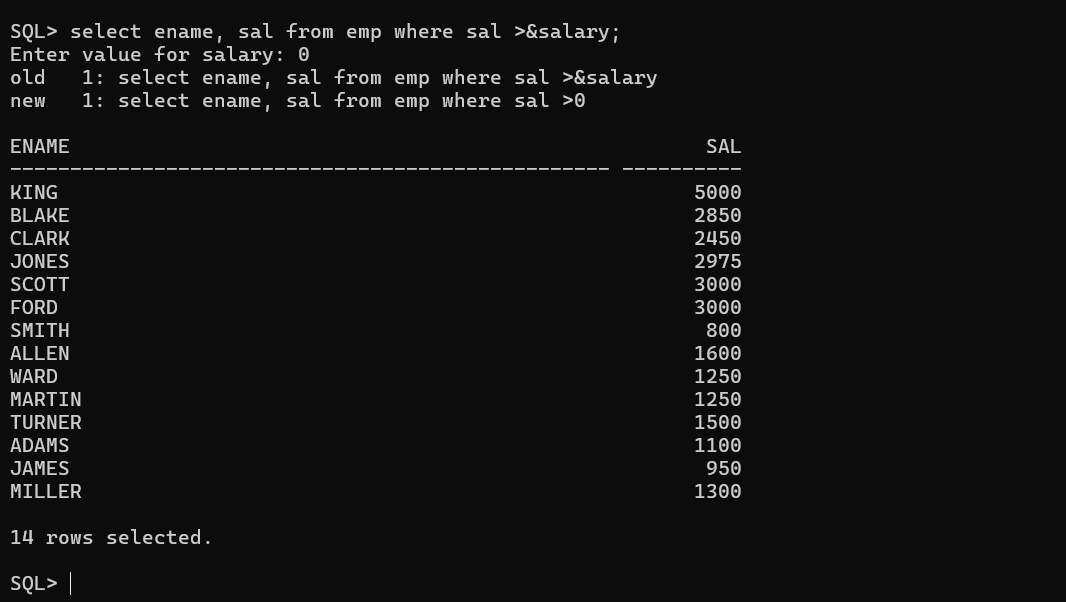 SQL> select ename, sal from emp where sal >&salary;
Enter value for salary: 0
old   1: select ename, sal from emp where sal >&salary
new   1: select ename, sal from emp where sal >0
ENAME                                                     SAL
-------------------------------------------------- ----------
KING                                                     5000
BLAKE                                                    2850
CLARK                                                    2450
JONES                                                    2975
SCOTT                                                    3000
FORD                                                     3000
SMITH                                                     800
ALLEN                                                    1600
WARD                                                     1250
MARTIN                                                   1250
TURNER                                                   1500
ADAMS                                                    1100
JAMES                                                     950
MILLER                                                   1300
14 rows selected.
SQL>